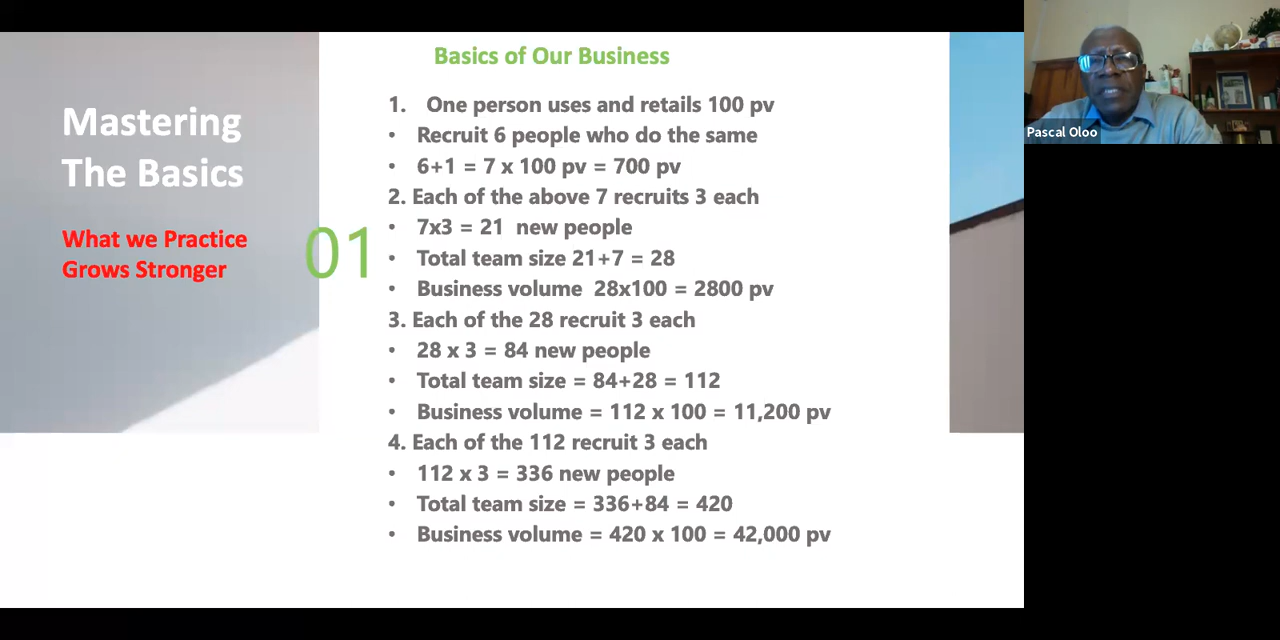 Mastering
The Basics
What we Practice
Grows Stronger
01
Basics of Our Business
1. One person uses and retails 100 pv
• Recruit 6 people who do the same
• 6+1 = 7 x 100 pv = 700 pv
2. Each of the above 7 recruits 3 each
• 7x3 = 21 new people
• Total team size 21+7 = 28
• Business volume 28x100 = 2800 pv
3. Each of the 28 recruit 3 each
• 28 x 3 = 84 new people
• Total team size = 84+28 = 112
• Business volume = 112 x 100 = 11,200 pv
4. Each of the 112 recruit 3 each
• 112 x 3 = 336 new people
• Total team size = 336+84 = 420
• Business volume = 420 x 100 = 42,000 pv
Pascal Oloo